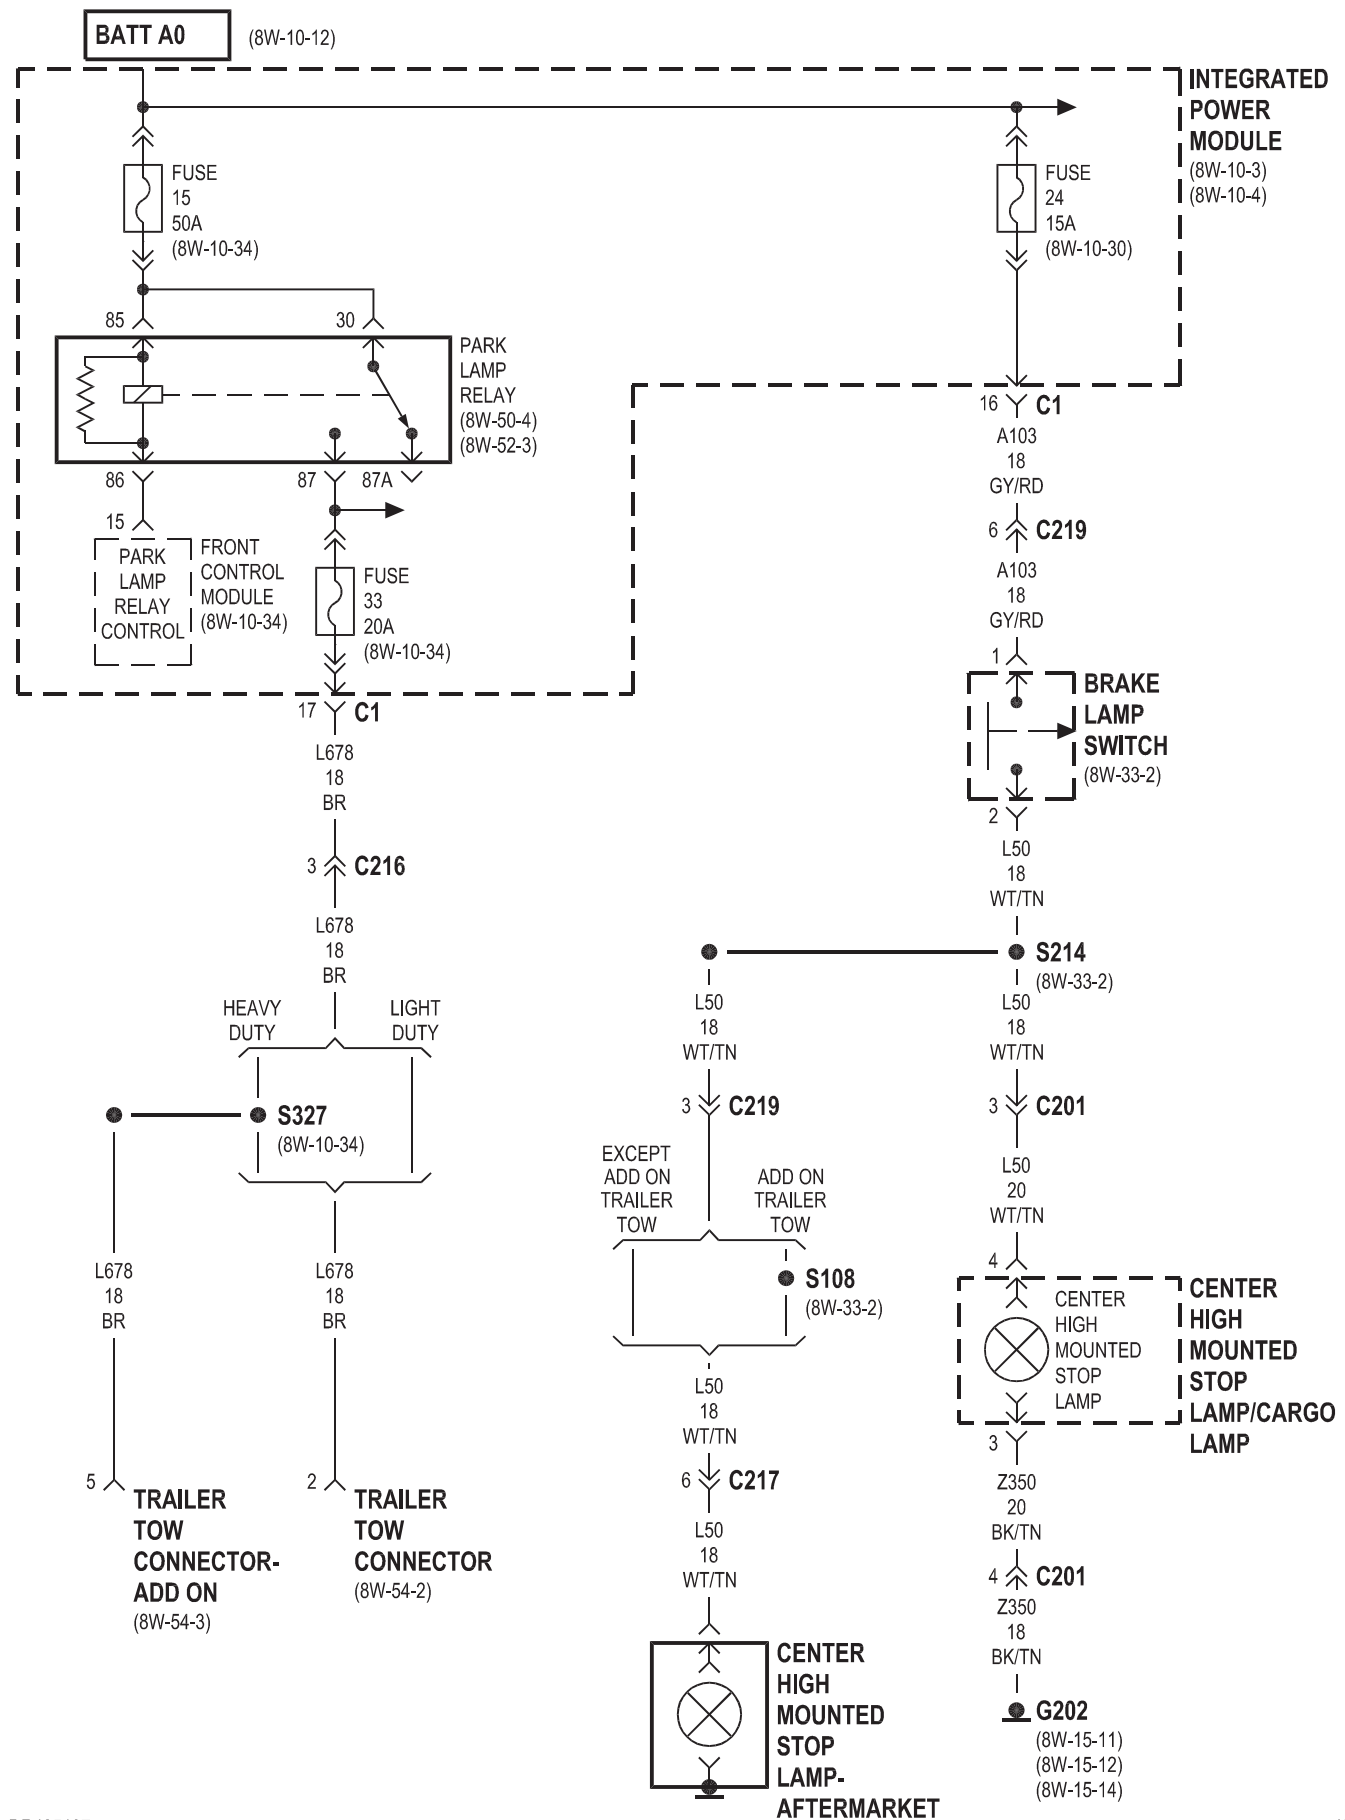 BATT A0
(8W-10-12)
INTEGRATED
POWER
MODULE
(8W-10-3)
(8W-10-4)
FUSE
15
50A
(8W-10-34)
FUSE
24
15A
(8W-10-30)
85
30
PARK
LAMP
RELAY
(8W-50-4)
(8W-52-3)
86
87
87A
15
PARK
LAMP
RELAY
CONTROL
FRONT
CONTROL
MODULE
(8W-10-34)
FUSE
33
20A
(8W-10-34)
17
C1
L678
18
BR
3
C216
L678
18
BR
HEAVY
DUTY
LIGHT
DUTY
S327
(8W-10-34)
L678
18
BR
L678
18
BR
5
TRAILER
TOW
CONNECTOR-
ADD ON
(8W-54-3)
2
TRAILER
TOW
CONNECTOR
(8W-54-2)
16
C1
A103
18
GY/RD
6
C219
A103
18
GY/RD
1
BRAKE
LAMP
SWITCH
(8W-33-2)
2
L50
18
WT/TN
S214
(8W-33-2)
L50
18
WT/TN
3
C219
EXCEPT
ADD ON
TRAILER
TOW
ADD ON
TRAILER
TOW
S108
(8W-33-2)
L50
18
WT/TN
6
C217
L50
18
WT/TN
CENTER
HIGH
MOUNTED
STOP
LAMP-
AFTERMARKET
L50
18
WT/TN
3
C201
L50
20
WT/TN
4
CENTER
HIGH
MOUNTED
STOP
LAMP
CENTER
HIGH
MOUNTED
STOP
LAMP/CARGO
LAMP
3
Z350
20
BK/TN
4
C201
Z350
18
BK/TN
G202
(8W-15-11)
(8W-15-12)
(8W-15-14)